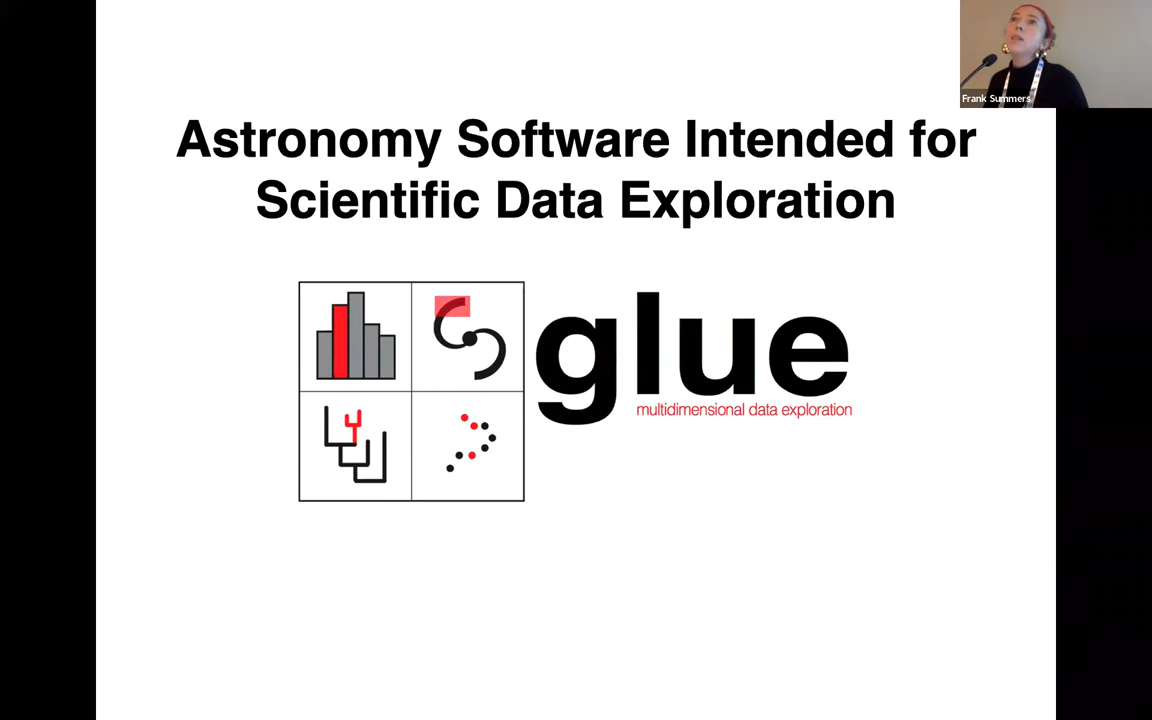 Frank Summers
Astronomy Software Intended for
Scientific Data Exploration
glue
multidimensional data exploration